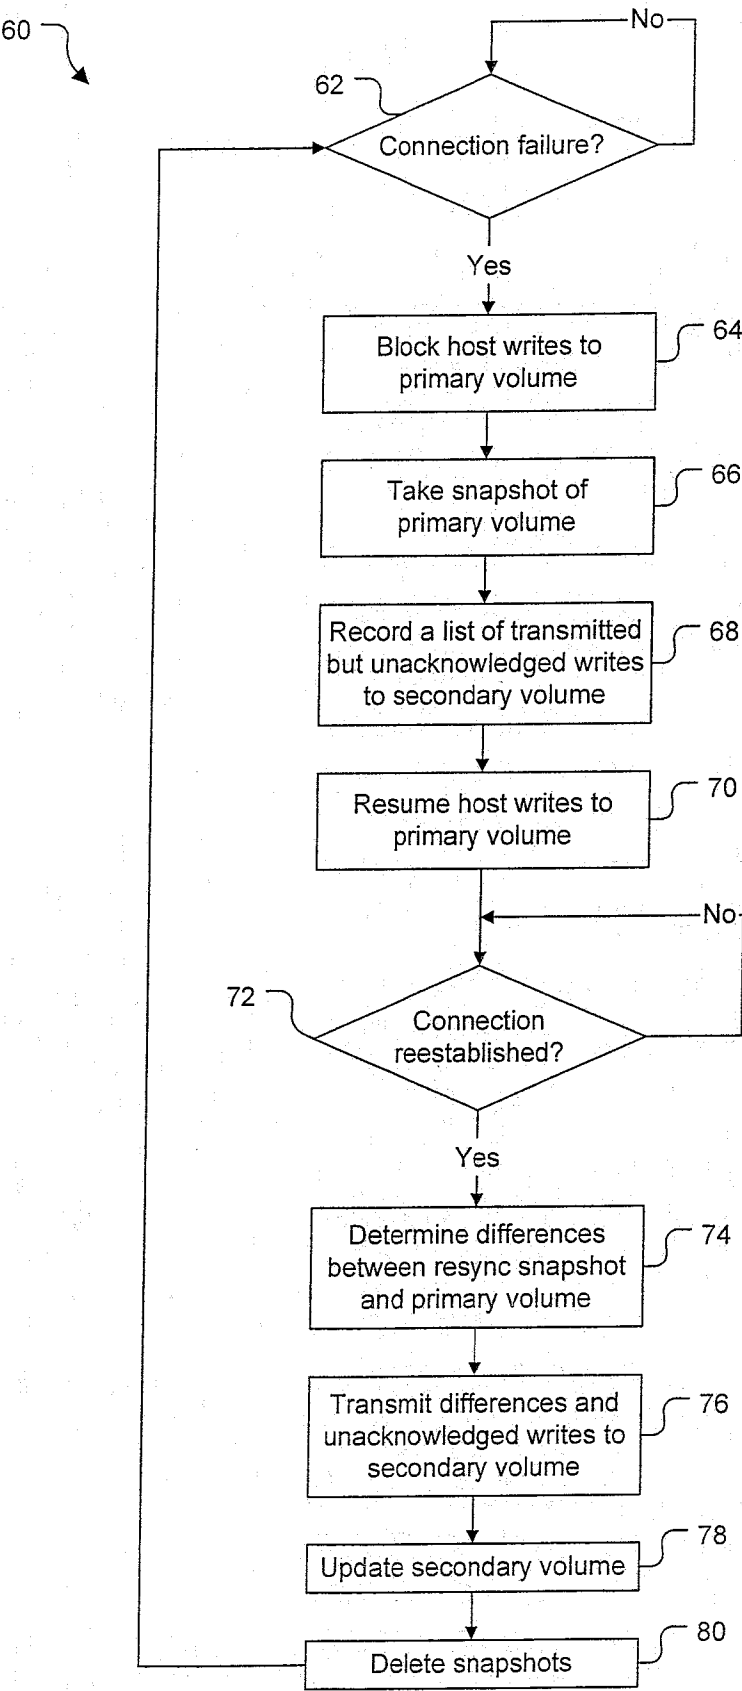 60
No
62
Connection failure?
Yes
64
Block host writes to
primary volume
66
Take snapshot of
primary volume
68
Record a list of transmitted
but unacknowledged writes
to secondary volume
70
Resume host writes to
primary volume
No
72
Connection
reestablished?
Yes
74
Determine differences
between resync snapshot
and primary volume
76
Transmit differences and
unacknowledged writes to
secondary volume
78
Update secondary volume
80
Delete snapshots